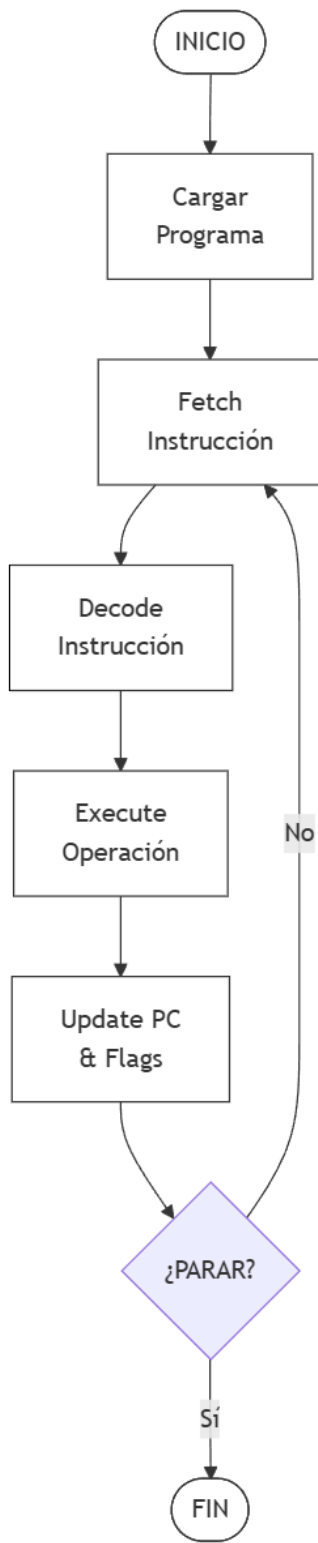 INICIO
Cargar
Programa
Fetch
Instrucción
Decode
Instrucción
Execute
Operación
No
Update PC
& Flags
¿PARAR?
Sí
FIN